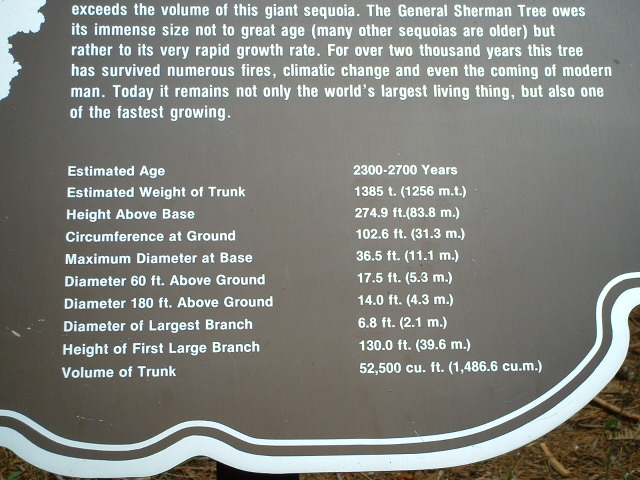 exceeds the volume of this giant sequoia. The General Sherman Tree owes
its immense size not to great age (many other sequoias are older) but
rather to its very rapid growth rate. For over two thousand years this tree
has survived numerous fires, climatic change and even the coming of modern
man. Today it remains not only the world's largest living thing, but also one
of the fastest growing.
Estimated Age 2300-2700 Years
Estimated Weight of Trunk 1385 t. (1256 m.t.)
Height Above Base 274.9 ft.(83.8 m.)
Circumference at Ground 102.6 ft. (31.3 m.)
Maximum Diameter at Base 36.5 ft. (11.1 m.)
Diameter 60 ft. Above Ground 17.5 ft. (5.3 m.)
Diameter 180 ft. Above Ground 14.0 ft. (4.3 m.)
Diameter of Largest Branch 6.8 ft. (2.1 m.)
Height of First Large Branch 130.0 ft. (39.6 m.)
Volume of Trunk 52,500 cu. ft. (1,486.6 cu.m.)